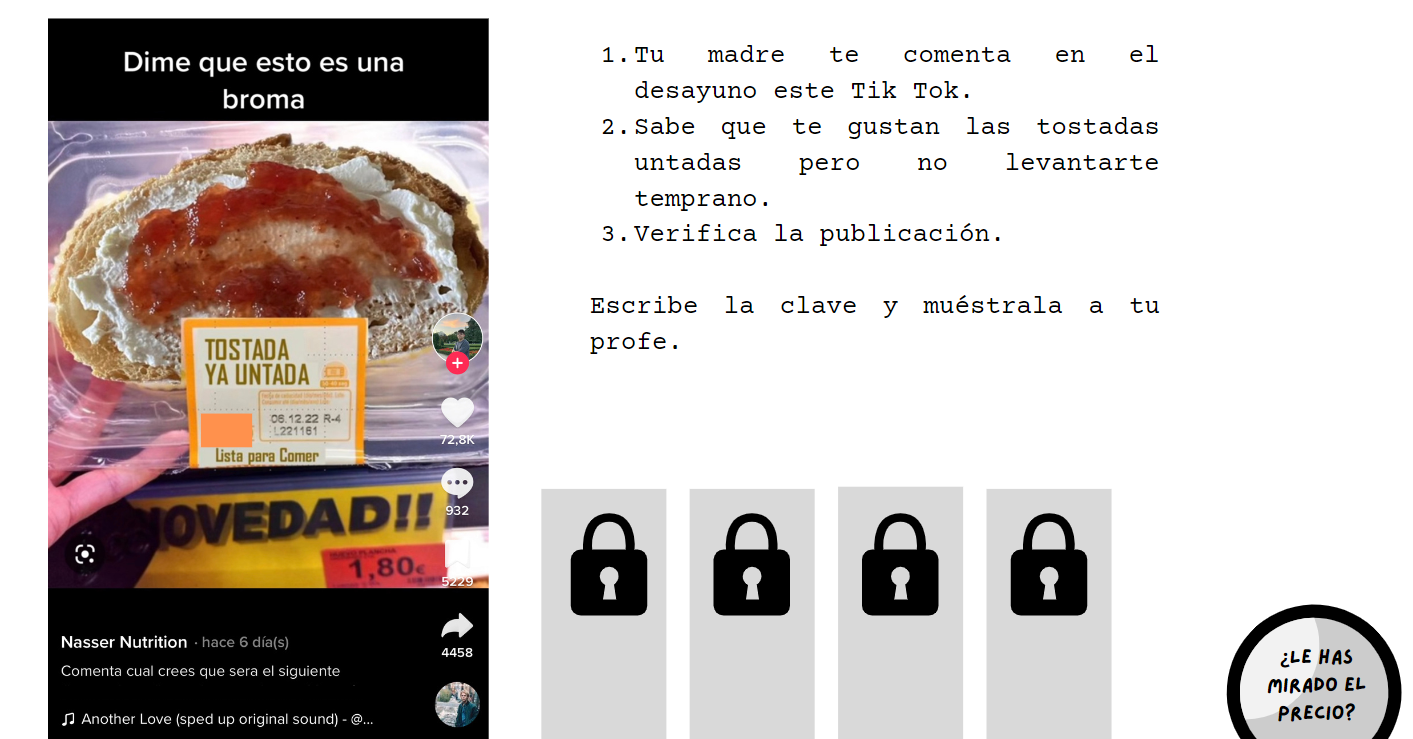 Dime que esto es una
broma
TOSTADA
YA UNTADA
06.12.22 R-4
L221161
Lista para Comer
NOVEDAD!!
HUEVO PLANCHA
1,80€
72,8K
932
5229
4458
Nasser Nutrition · hace 6 día(s)
Comenta cual crees que sera el siguiente
Another Love (sped up original sound) - @...
1. Tu madre te comenta en el
desayuno este Tik Tok.
2. Sabe que te gustan las tostadas
untadas pero no levantarte
temprano.
3. Verifica la publicación.
Escribe la clave y muéstrala a tu
profe.
¿LE HAS
MIRADO EL
PRECIO?